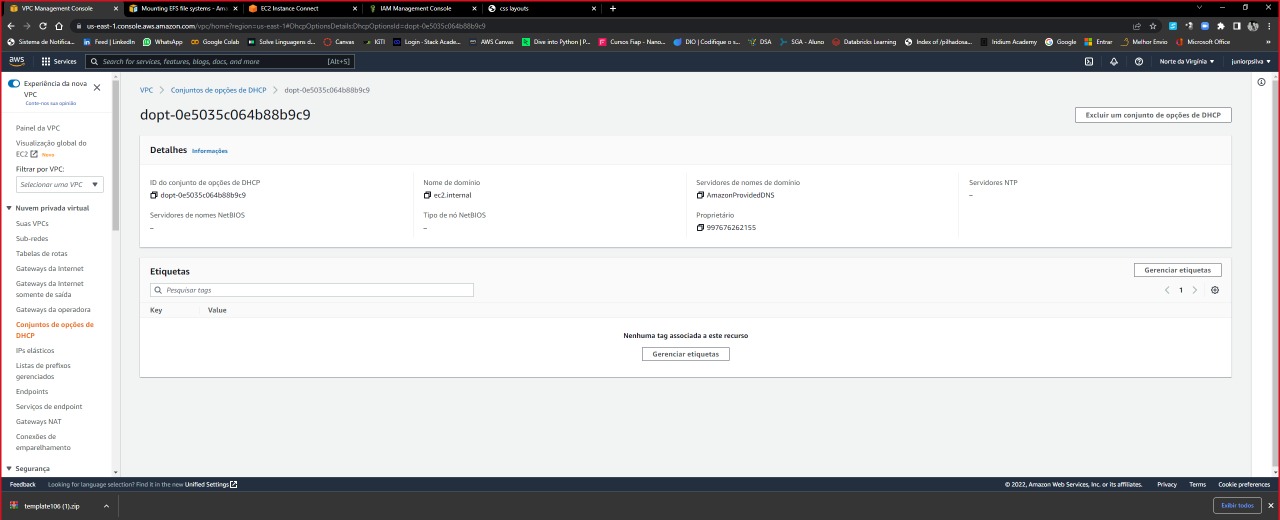 VPC Management Console
Mounting EFS file systems - Ama
EC2 Instance Connect
IAM Management Console
css layouts
us-east-1.console.aws.amazon.com/vpc/home?region=us-east-1#DhcpOptionsDetails:DhcpOptionsId=dopt-0e5035c064b88b9c9
Sistema de Notifica...
Feed | LinkedIn
WhatsApp
Google Colab
Solve Linguagens d...
Canvas
IGTI
Login · Stack Acade...
AWS Canvas
Dive into Python | P...
Cursos Fiap - Nano...
DIO | Codifique o s...
DSA
SGA - Aluno
Databricks Learning
Index of /pilhadosa...
Iridium Academy
Google
Entrar
Melhor Envio
Microsoft Office
aws
Services
Search for services, features, blogs, docs, and more
[Alt+S]
Norte da Virgínia
juniorpsilva
Experiência da nova
VPC
Conte-nos sua opinião
Painel da VPC
Visualização global do
EC2 Novo
Filtrar por VPC:
Selecionar uma VPC
Nuvem privada virtual
Suas VPCs
Sub-redes
Tabelas de rotas
Gateways da Internet
Gateways da Internet
somente de saída
Gateways da operadora
Conjuntos de opções de
DHCP
IPs elásticos
Listas de prefixos
gerenciados
Endpoints
Serviços de endpoint
Gateways NAT
Conexões de
emparelhamento
Segurança
VPC
Conjuntos de opções de DHCP
dopt-0e5035c064b88b9c9
dopt-0e5035c064b88b9c9
Excluir um conjunto de opções de DHCP
Detalhes Informações
ID do conjunto de opções de DHCP
dopt-0e5035c064b88b9c9
Nome de domínio
ec2.internal
Servidores de nomes de domínio
AmazonProvidedDNS
Servidores NTP
–
Servidores de nomes NetBIOS
–
Tipo de nó NetBIOS
–
Proprietário
997676262155
Etiquetas
Gerenciar etiquetas
Pesquisar tags
1
Key
Value
Nenhuma tag associada a este recurso
Gerenciar etiquetas
Feedback
Looking for language selection? Find it in the new Unified Settings
© 2022, Amazon Web Services, Inc. or its affiliates.
Privacy
Terms
Cookie preferences
template106 (1).zip
Exibir todos